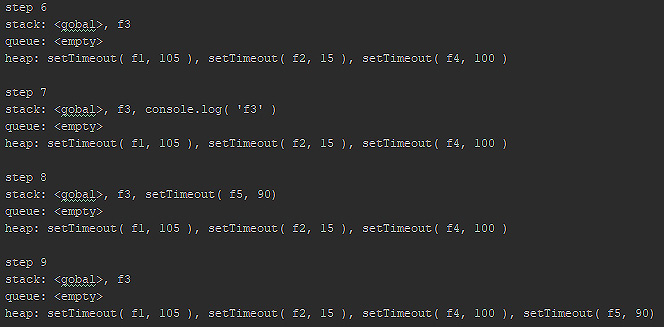 step 6
stack: <gobal>, f3
queue: <empty>
heap: setTimeout( f1, 105 ), setTimeout( f2, 15 ), setTimeout( f4, 100 )
step 7
stack: <gobal>, f3, console.log( 'f3' )
queue: <empty>
heap: setTimeout( f1, 105 ), setTimeout( f2, 15 ), setTimeout( f4, 100 )
step 8
stack: <gobal>, f3, setTimeout( f5, 90)
queue: <empty>
heap: setTimeout( f1, 105 ), setTimeout( f2, 15 ), setTimeout( f4, 100 )
step 9
stack: <gobal>, f3
queue: <empty>
heap: setTimeout( f1, 105 ), setTimeout( f2, 15 ), setTimeout( f4, 100 ), setTimeout( f5, 90)